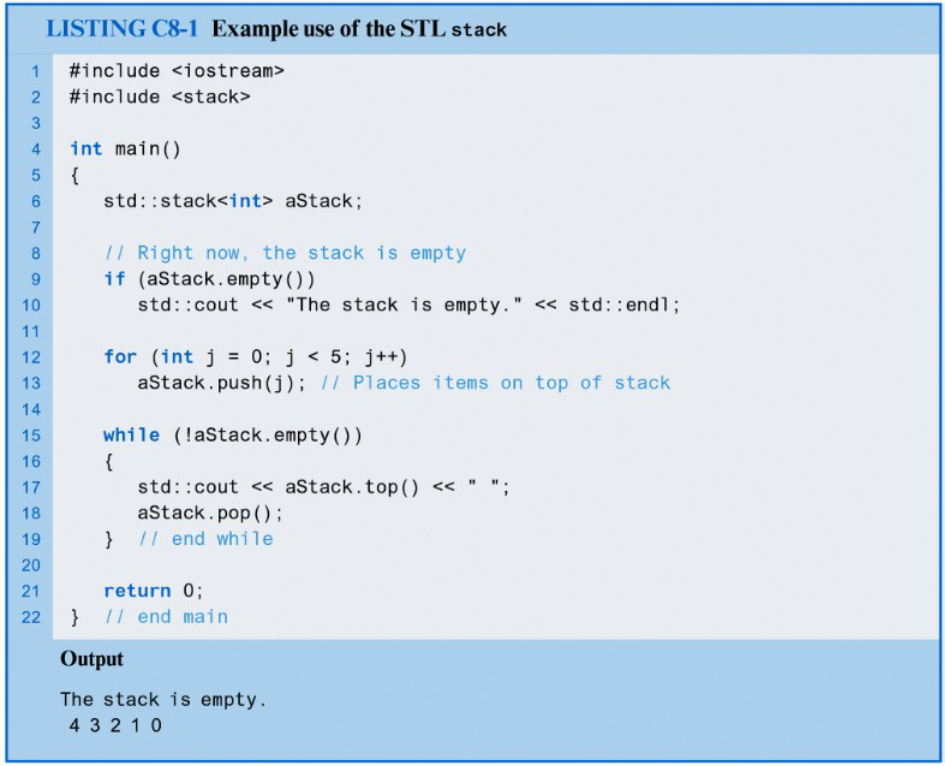 LISTING C8-1 Example use of the STL stack
1 #include <iostream>
2 #include <stack>
3
4 int main()
5 {
6    std::stack<int> aStack;
7
8    // Right now, the stack is empty
9    if (aStack.empty())
10      std::cout << "The stack is empty." << std::endl;
11
12   for (int j = 0; j < 5; j++)
13      aStack.push(j); // Places items on top of stack
14
15   while (!aStack.empty())
16   {
17      std::cout << aStack.top() << " ";
18      aStack.pop();
19   }  // end while
20
21   return 0;
22 }  // end main
Output
The stack is empty.
4 3 2 1 0